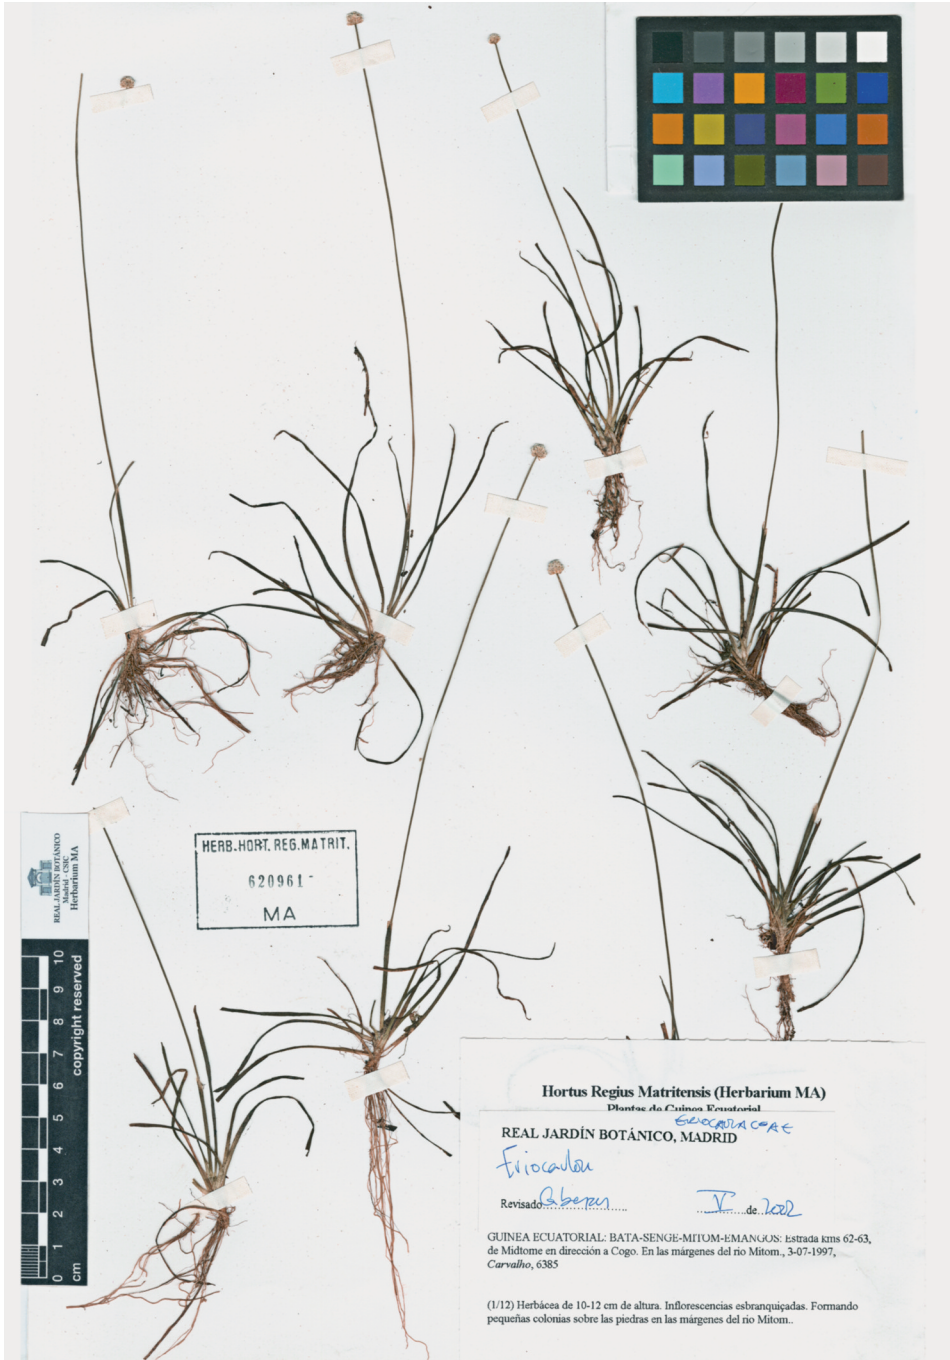 HERB.HORT. REG.MATRIT.
620961
MA
REAL JARDÍN BOTÁNICO
Madrid - CSIC
Herbarium MA
0 1 2 3 4 5 6 7 8 9 10
cm
copyright reserved
Hortus Regius Matritensis (Herbarium MA)
Plantas de Guinea Ecuatorial
ERIOCAULACEAE
REAL JARDÍN BOTÁNICO, MADRID
Eriocaulon
Revisado V de 2002
GUINEA ECUATORIAL: BATA-SENGE-MITOM-EMANGOS: Estrada kms 62-63,
de Midtome en dirección a Cogo. En las márgenes del rio Mitom., 3-07-1997,
Carvalho, 6385
(1/12) Herbácea de 10-12 cm de altura. Inflorescencias esbranquiçadas. Formando
pequeñas colonias sobre las piedras en las márgenes del rio Mitom..